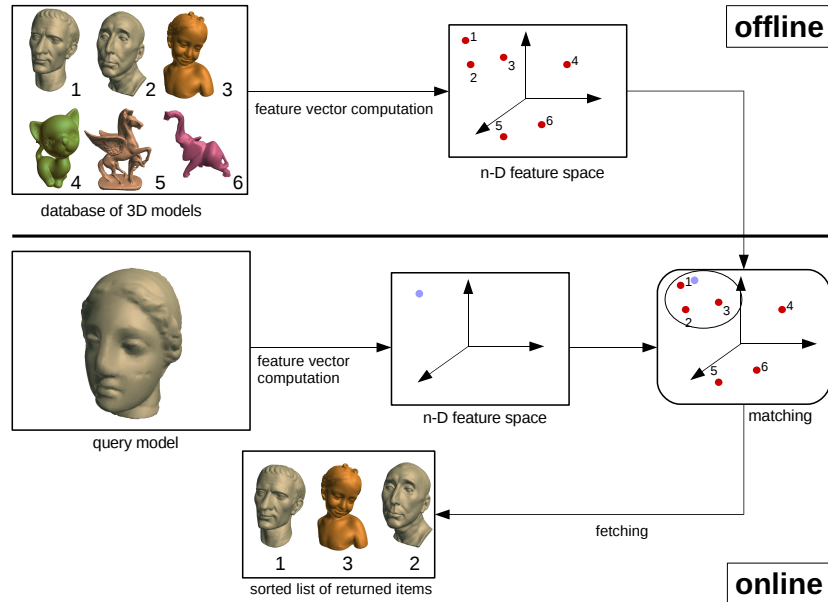 offline
1
2
3
4
5
6
database of 3D models
feature vector computation
1
2
3
4
5
6
n-D feature space
query model
feature vector
computation
n-D feature space
1
2
3
4
5
6
matching
fetching
1
3
2
sorted list of returned items
online